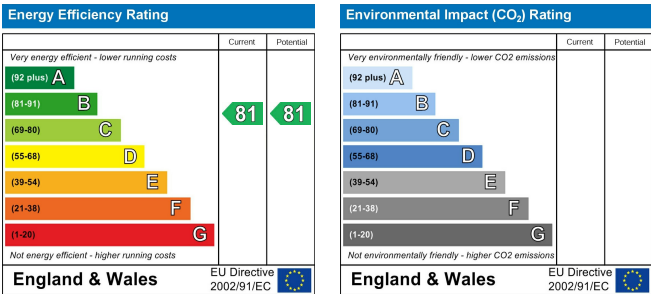 Energy Efficiency Rating
Current Potential
Very energy efficient - lower running costs
(92 plus) A
(81-91) B
81 81
(69-80) C
(55-68) D
(39-54) E
(21-38) F
(1-20) G
Not energy efficient - higher running costs
England & Wales
EU Directive
2002/91/EC
Environmental Impact (CO₂) Rating
Current Potential
Very environmentally friendly - lower CO2 emissions
(92 plus) A
(81-91) B
(69-80) C
(55-68) D
(39-54) E
(21-38) F
(1-20) G
Not environmentally friendly - higher CO2 emissions
England & Wales
EU Directive
2002/91/EC